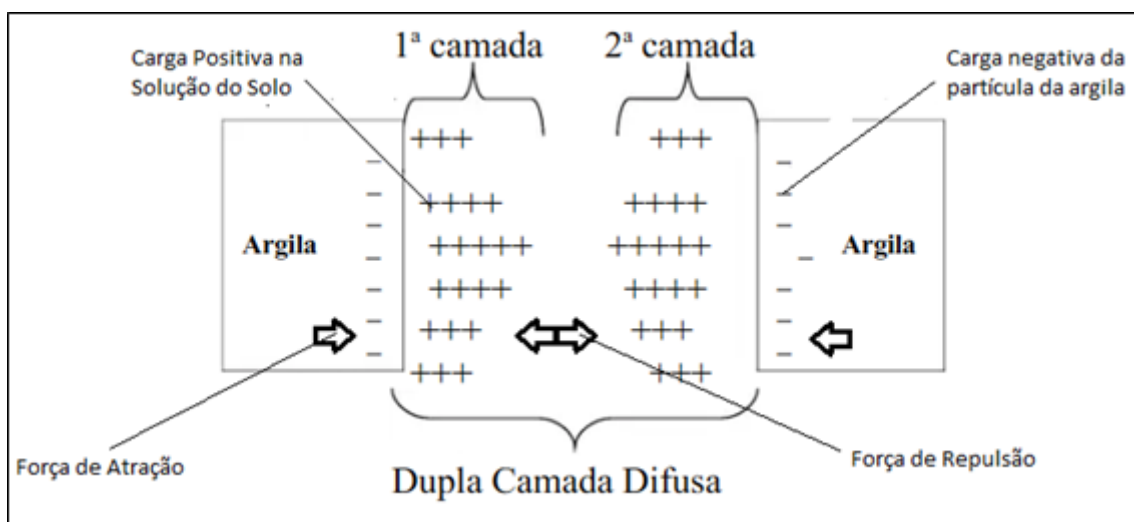 1ª camada
2ª camada
Carga Positiva na
Solução do Solo
Carga negativa da
partícula da argila
+++ +++
−
++++ ++++
− −
−
Argila +++++ +++++ Argila
− −
++++ ++++
− −
+++ +++
− −
+++ +++
− −
Força de Atração
Força de Repulsão
Dupla Camada Difusa